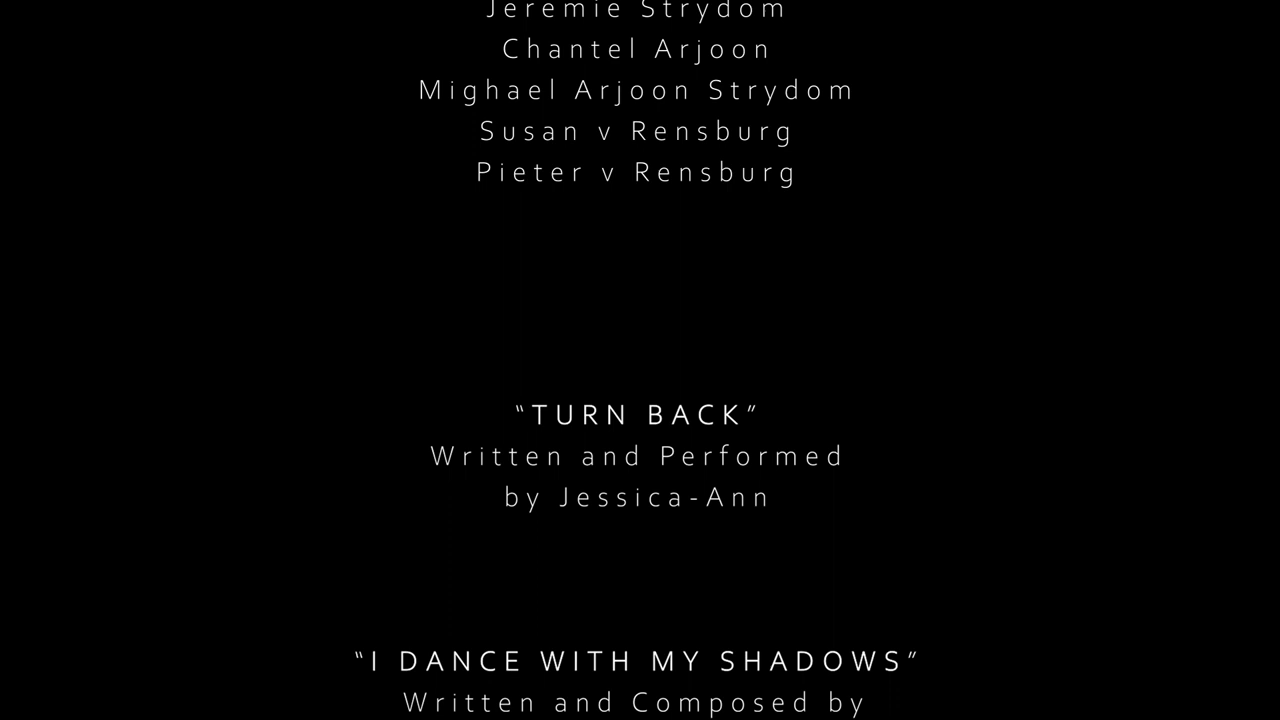 Jeremie Strydom
Chantel Arjoon
Mighael Arjoon Strydom
Susan v Rensburg
Pieter v Rensburg
“TURN BACK”
Written and Performed
by Jessica-Ann
“I DANCE WITH MY SHADOWS”
Written and Composed by